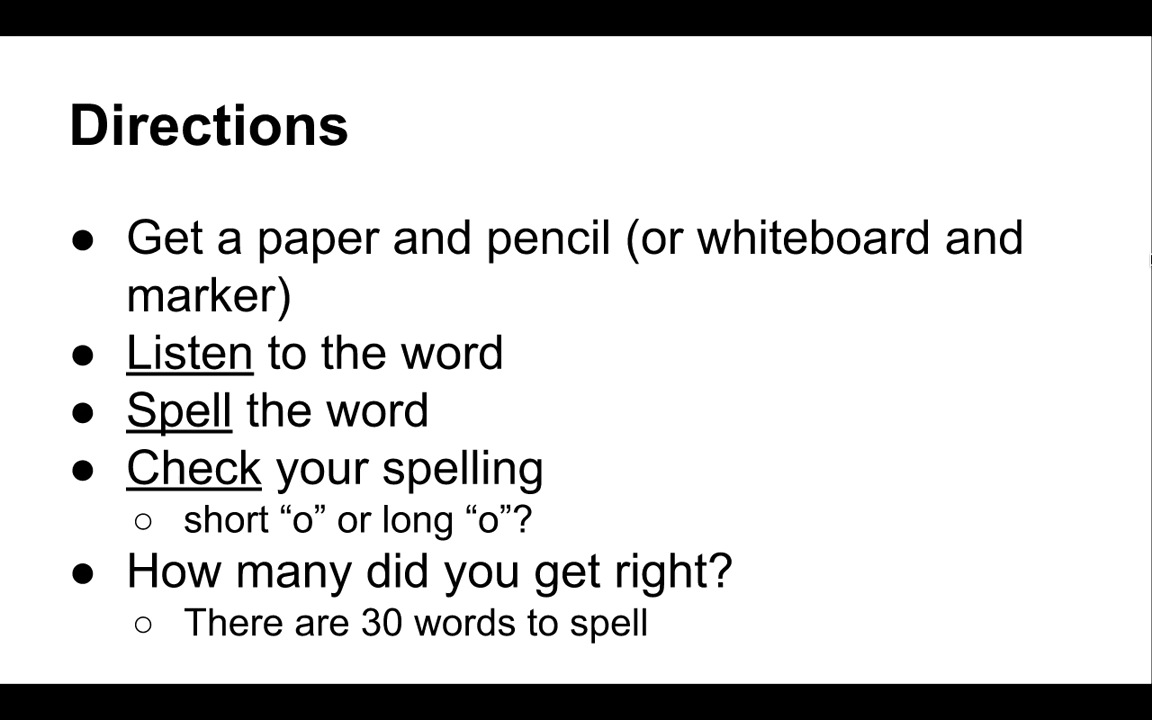 Directions
● Get a paper and pencil (or whiteboard and
marker)
● Listen to the word
● Spell the word
● Check your spelling
○ short “o” or long “o”?
● How many did you get right?
○ There are 30 words to spell